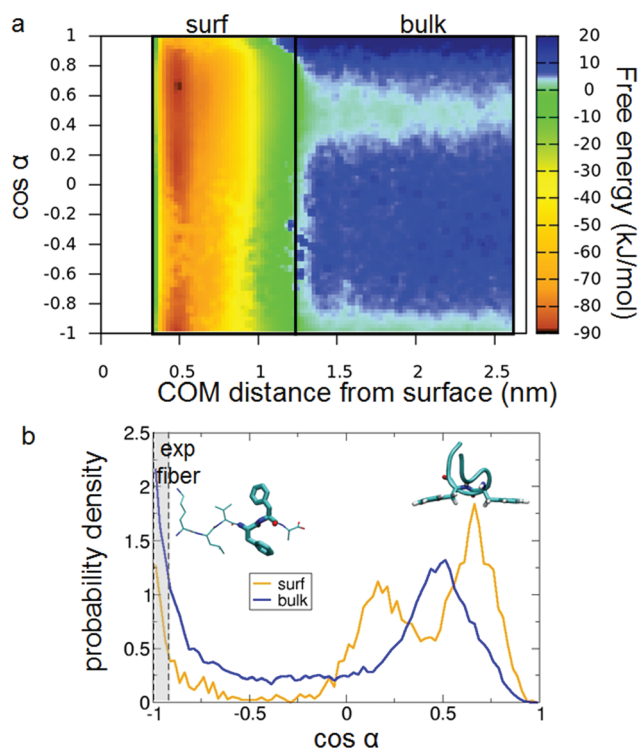 a
surf bulk
1
0.8
0.6
0.4
0.2
0
-0.2
-0.4
-0.6
-0.8
-1
cos α
0 0.5 1 1.5 2 2.5
COM distance from surface (nm)
20
10
0
-10
-20
-30
-40
-50
-60
-70
-80
-90
Free energy (kJ/mol)
b
2.5
2
1.5
1
0.5
0
probability density
exp
fiber
surf
bulk
-1 -0.5 0 0.5 1
cos α